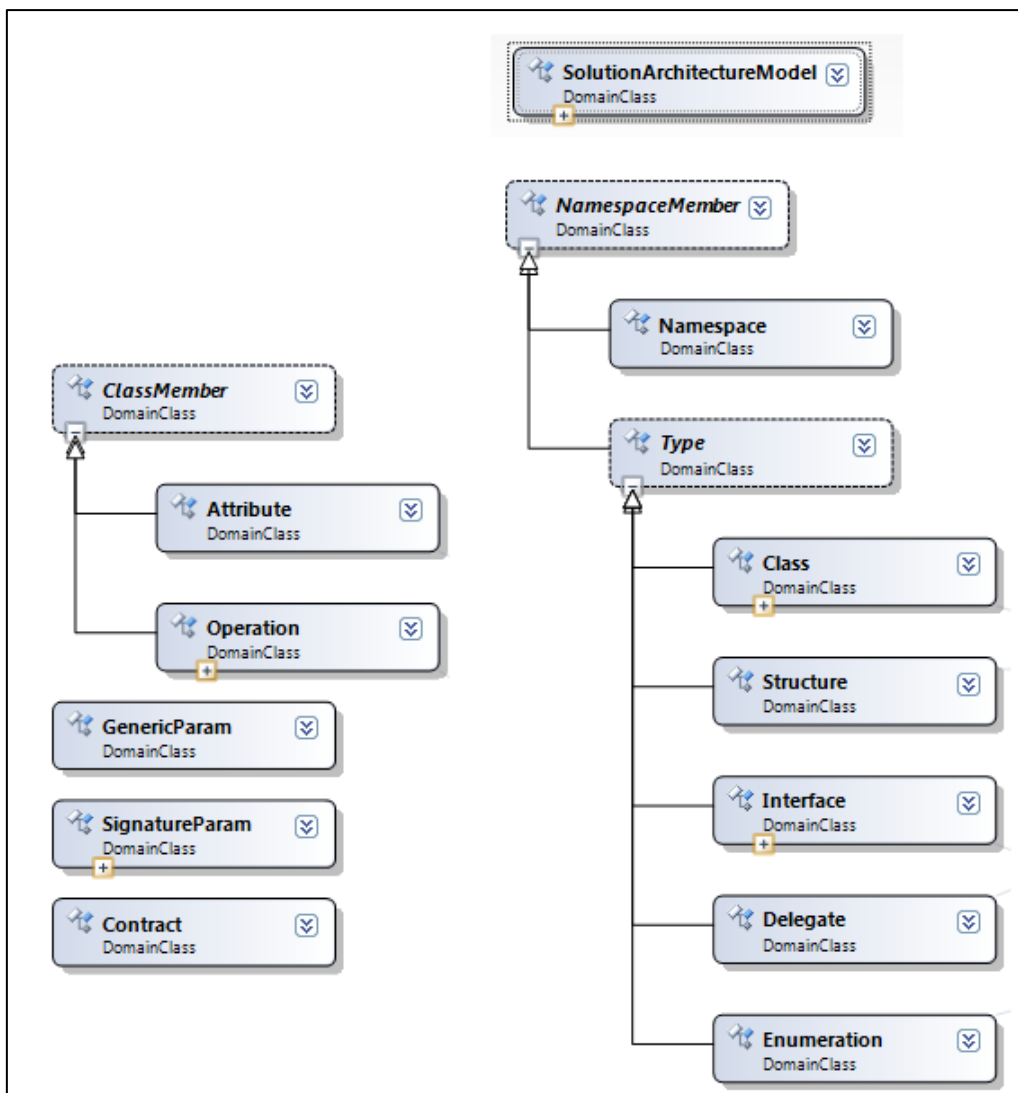 SolutionArchitectureModel
DomainClass
NamespaceMember
DomainClass
Namespace
DomainClass
Type
DomainClass
Class
DomainClass
Structure
DomainClass
Interface
DomainClass
Delegate
DomainClass
Enumeration
DomainClass
ClassMember
DomainClass
Attribute
DomainClass
Operation
DomainClass
GenericParam
DomainClass
SignatureParam
DomainClass
Contract
DomainClass